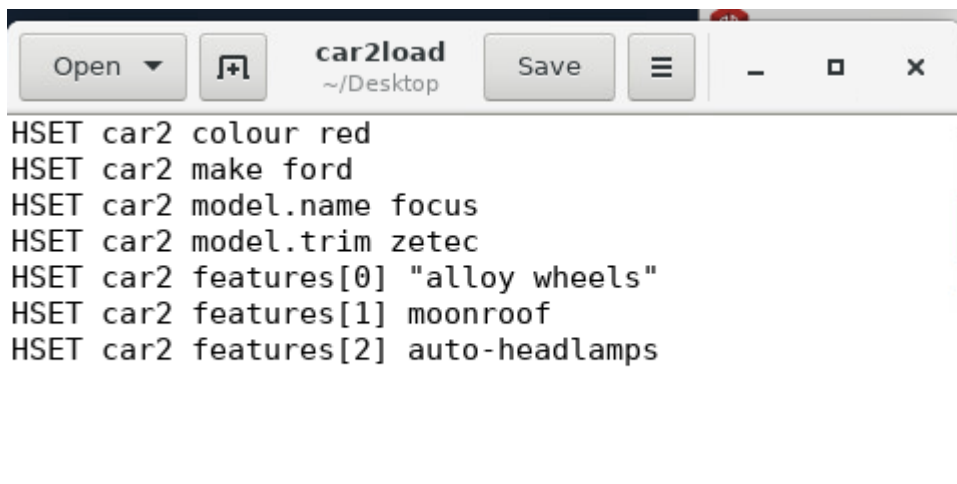 Open
car2load
~/Desktop
Save
HSET car2 colour red
HSET car2 make ford
HSET car2 model.name focus
HSET car2 model.trim zetec
HSET car2 features[0] "alloy wheels"
HSET car2 features[1] moonroof
HSET car2 features[2] auto-headlamps